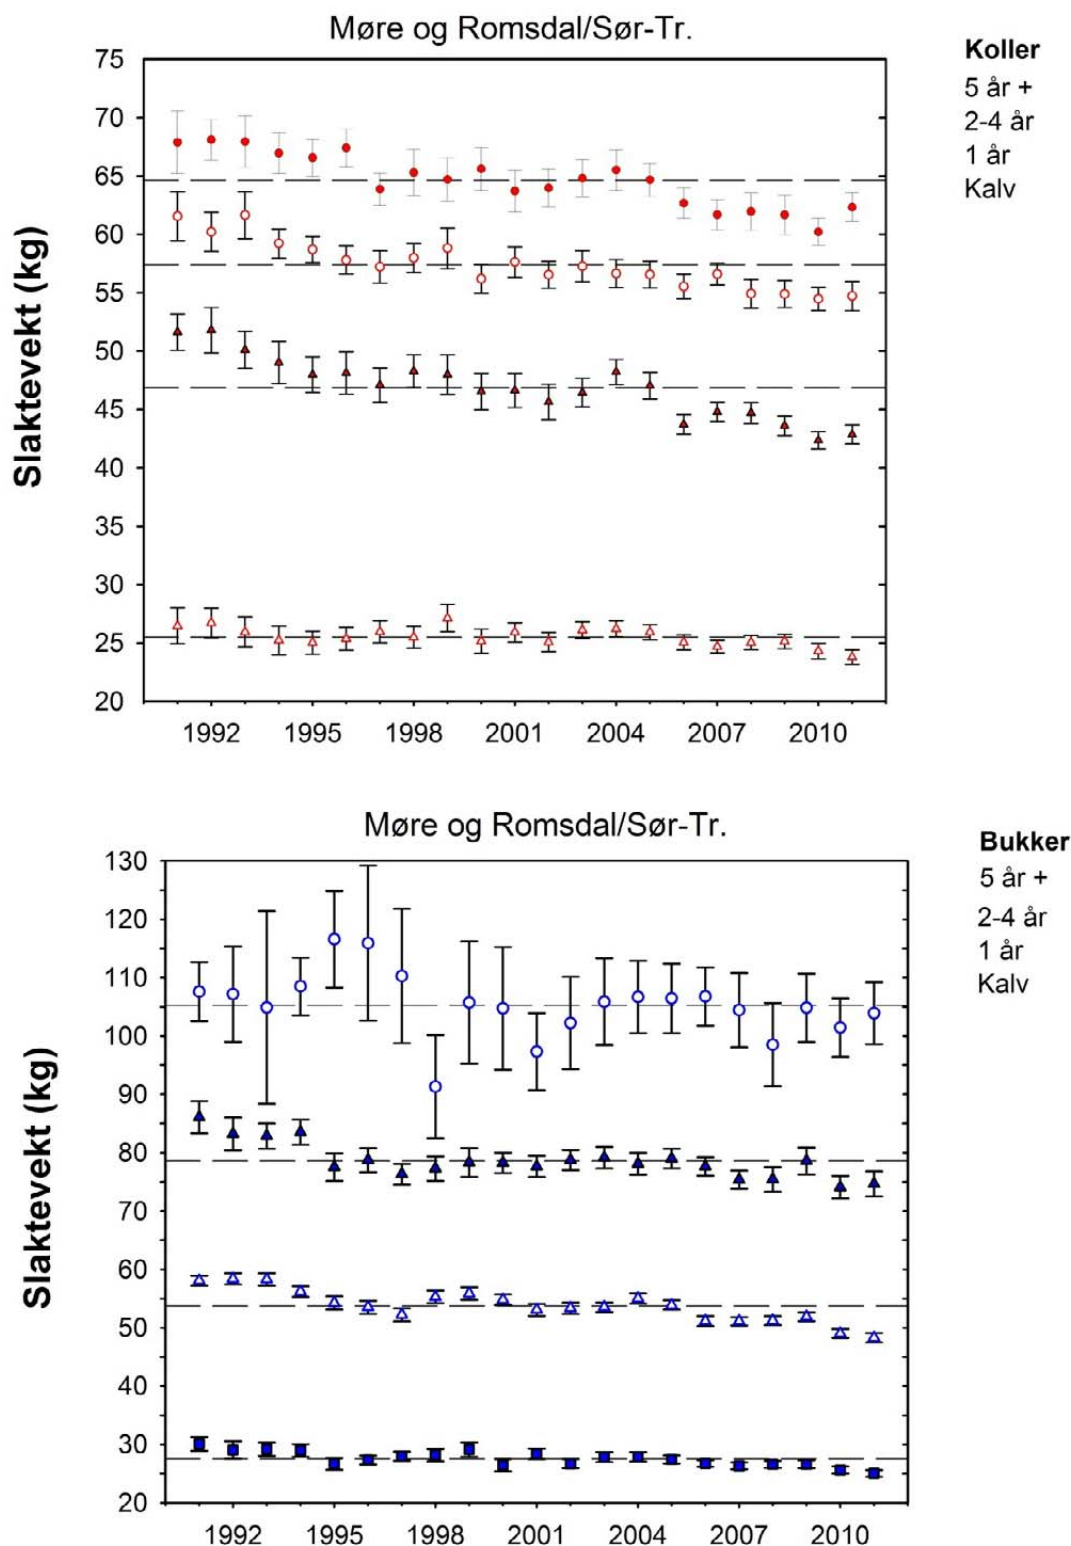 Møre og Romsdal/Sør-Tr.
Koller
5 år +
2-4 år
1 år
Kalv
Slaktevekt (kg)
75
70
65
60
55
50
45
40
35
30
25
20
1992 1995 1998 2001 2004 2007 2010
Møre og Romsdal/Sør-Tr.
Bukker
5 år +
2-4 år
1 år
Kalv
Slaktevekt (kg)
130
120
110
100
90
80
70
60
50
40
30
20
1992 1995 1998 2001 2004 2007 2010